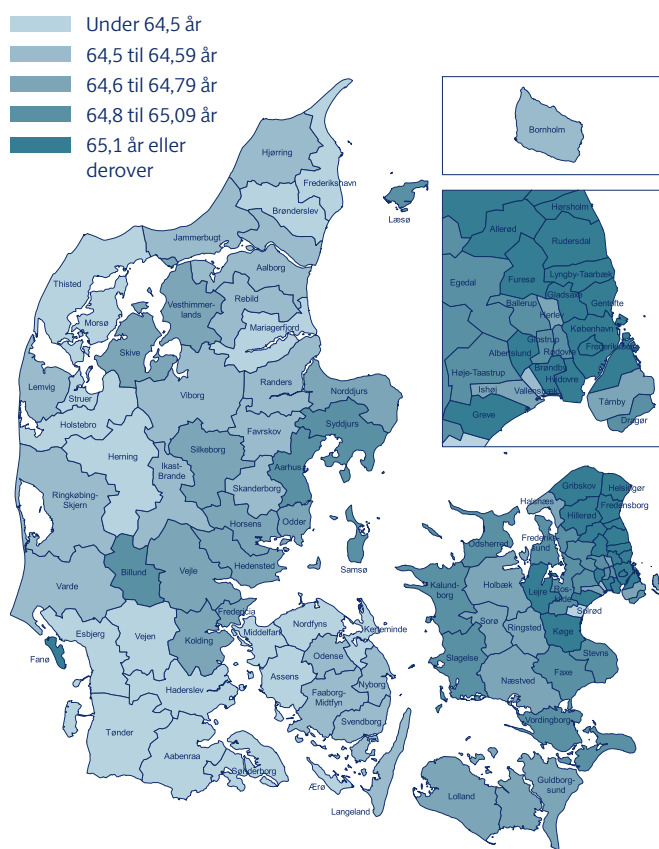 Under 64,5 år
64,5 til 64,59 år
64,6 til 64,79 år
64,8 til 65,09 år
65,1 år eller
derover
Bornholm
Hjørring
Frederikshavn
Brønderslev
Læsø
Jammerbugt
Aalborg
Thisted
Vesthimmer-
lands
Rebild
Morsø
Mariagerfjord
Skive
Lemvig
Struer
Randers
Norddjurs
Viborg
Holstebro
Favrskov
Syddjurs
Herning
Silkeborg
Ikast-
Brande
Aarhus
Skanderborg
Ringkøbing-
Skjern
Horsens
Odder
Samsø
Hedensted
Billund
Vejle
Varde
Fredericia
Esbjerg
Vejen
Kolding
Middelfart
Nordfyns
Kerteminde
Fanø
Odense
Assens
Nyborg
Haderslev
Faaborg-
Midtfyn
Svendborg
Tønder
Aabenraa
Sønderborg
Ærø
Langeland
Hørsholm
Allerød
Rudersdal
Egedal
Furesø
Lyngby-Taarbæk
Gladsaxe
Ballerup
Gentofte
Herlev
København
Glostrup
Frederiksberg
Albertslund
Rødovre
Høje-Taastrup
Brøndby
Hvidovre
Ishøj
Vallensbæk
Tårnby
Greve
Dragør
Gribskov
Helsingør
Halsnæs
Fredensborg
Hillerød
Frederiks-
sund
Odsherred
Kalund-
borg
Holbæk
Lejre
Ros-
kilde
Solrød
Sorø
Ringsted
Køge
Stevns
Slagelse
Næstved
Faxe
Vordingborg
Guldborg-
sund
Lolland